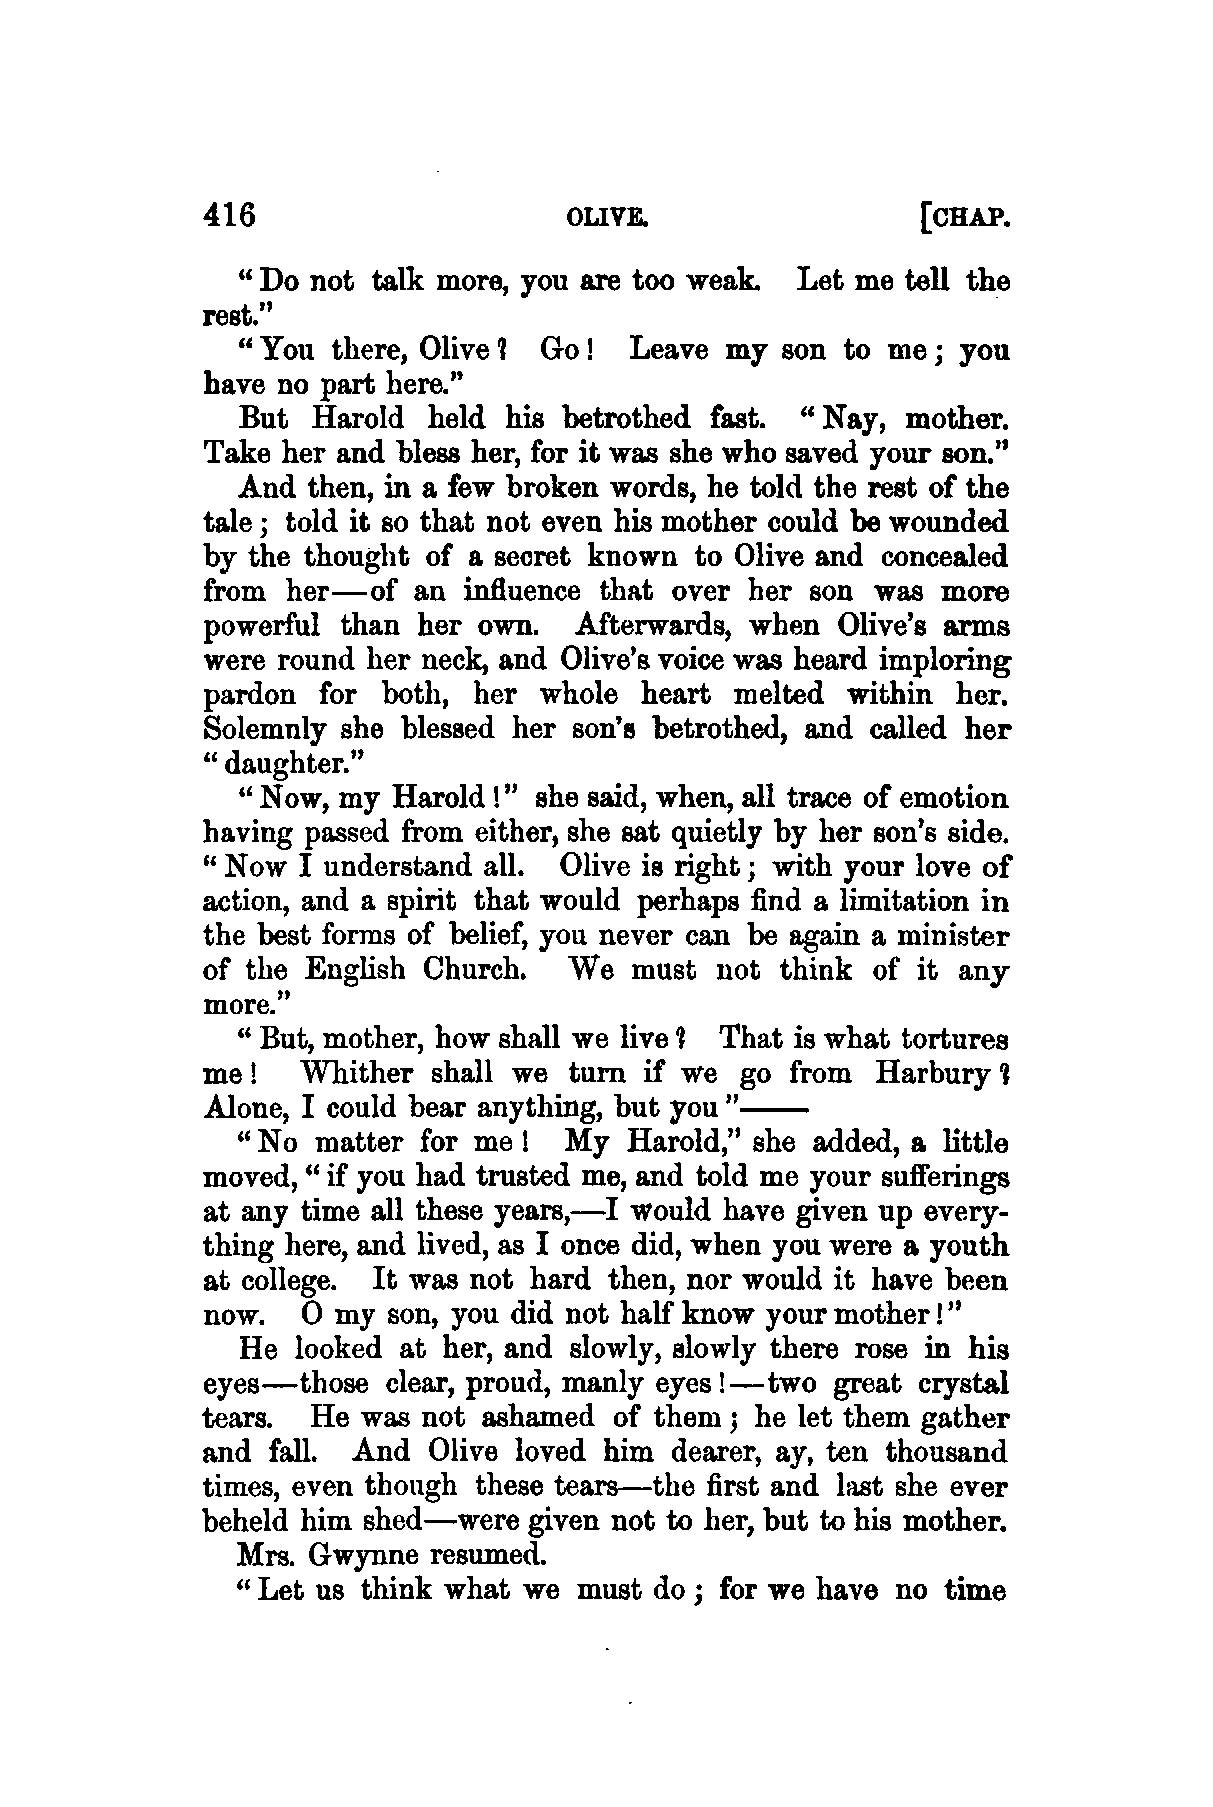 416 OLIVE. [CHAP.
"Do not talk more, you are too weak. Let me tell the
rest."
"You there, Olive? Go! Leave my son to me; you
have no part here."
But Harold held his betrothed fast. "Nay, mother.
Take her and bless her, for it was she who saved your son."
And then, in a few broken words, he told the rest of the
tale; told it so that not even his mother could be wounded
by the thought of a secret known to Olive and concealed
from her—of an influence that over her son was more
powerful than her own. Afterwards, when Olive's arms
were round her neck, and Olive's voice was heard imploring
pardon for both, her whole heart melted within her.
Solemnly she blessed her son's betrothed, and called her
"daughter."
"Now, my Harold!" she said, when, all trace of emotion
having passed from either, she sat quietly by her son's side.
"Now I understand all. Olive is right; with your love of
action, and a spirit that would perhaps find a limitation in
the best forms of belief, you never can be again a minister
of the English Church. We must not think of it any
more."
"But, mother, how shall we live? That is what tortures
me! Whither shall we turn if we go from Harbury?
Alone, I could bear anything, but you"——
"No matter for me! My Harold," she added, a little
moved, "if you had trusted me, and told me your sufferings
at any time all these years,—I would have given up every-
thing here, and lived, as I once did, when you were a youth
at college. It was not hard then, nor would it have been
now. O my son, you did not half know your mother!"
He looked at her, and slowly, slowly there rose in his
eyes—those clear, proud, manly eyes!—two great crystal
tears. He was not ashamed of them; he let them gather
and fall. And Olive loved him dearer, ay, ten thousand
times, even though these tears—the first and last she ever
beheld him shed—were given not to her, but to his mother.
Mrs. Gwynne resumed.
"Let us think what we must do; for we have no time